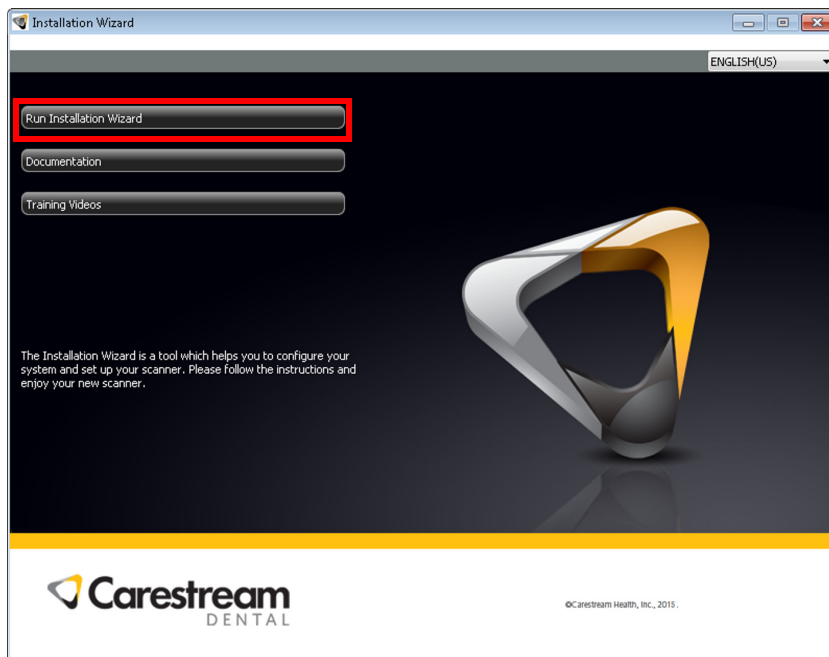 Installation Wizard
ENGLISH(US)
Run Installation Wizard
Documentation
Training Videos
The Installation Wizard is a tool which helps you to configure your
system and set up your scanner. Please follow the instructions and
enjoy your new scanner.
Carestream
DENTAL
©Carestream Health, Inc., 2015.